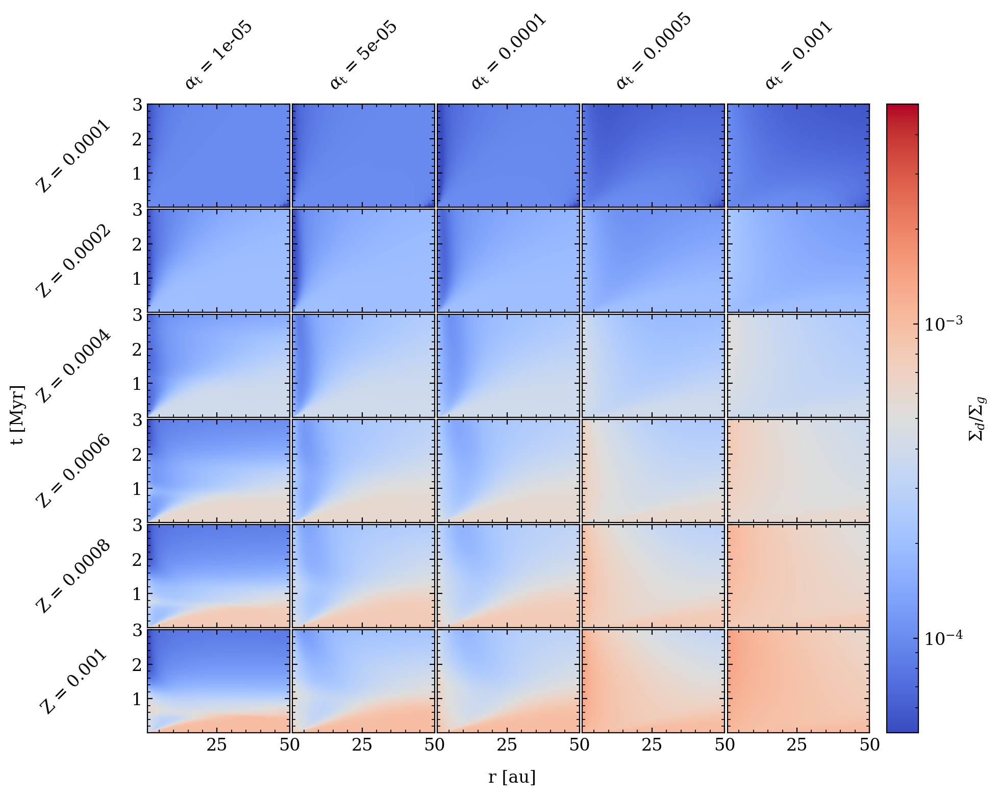 αt = 1e-05
αt = 5e-05
αt = 0.0001
αt = 0.0005
αt = 0.001
Z = 0.0001
3
2
1
Z = 0.0002
3
2
1
Z = 0.0004
3
2
1
Z = 0.0006
3
2
1
Z = 0.0008
3
2
1
Z = 0.001
3
2
1
t [Myr]
25 50 25 50 25 50 25 50
25 50
r [au]
10⁻³
10⁻⁴
Σd/Σg